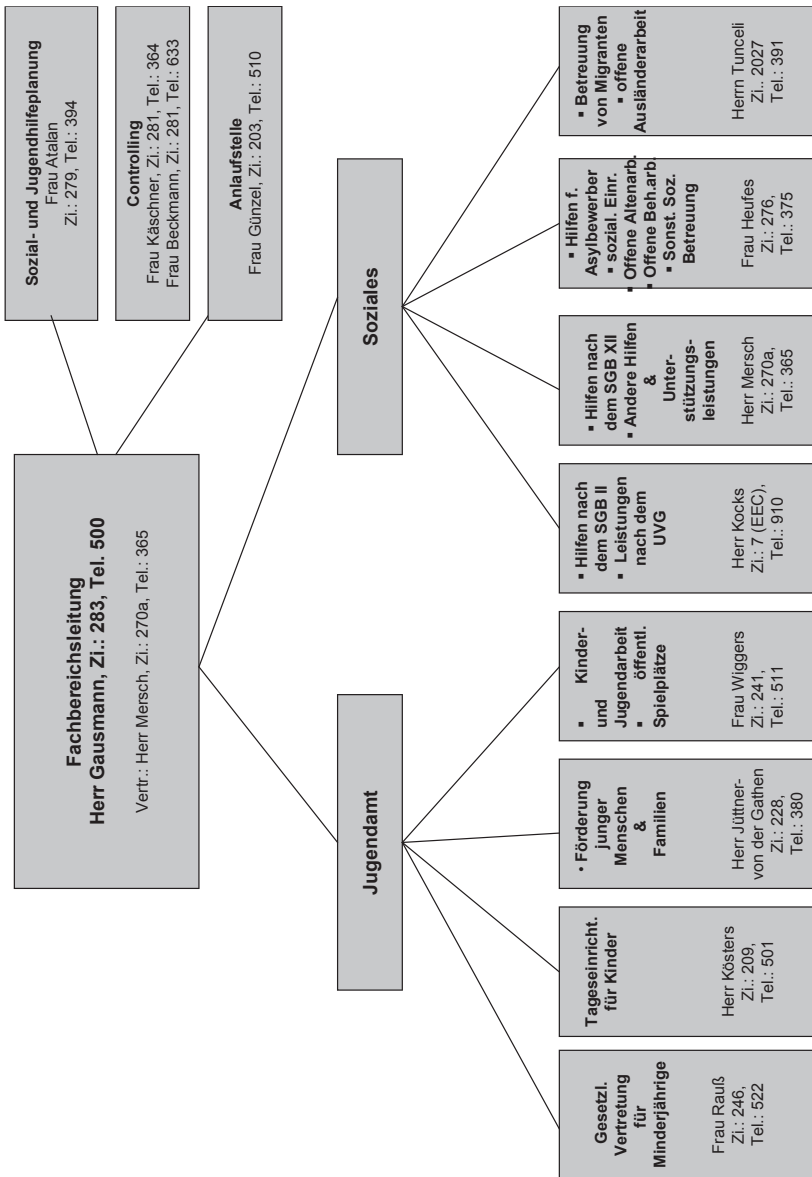 Fachbereichsleitung
Herr Gausmann, Zi.: 283, Tel. 500
Vertr.: Herr Mersch, Zi.: 270a, Tel.: 365
Sozial- und Jugendhilfeplanung
Frau Atalan
Zi.: 279, Tel.: 394
Controlling
Frau Käschner, Zi.: 281, Tel.: 364
Frau Beckmann, Zi.: 281, Tel.: 633
Anlaufstelle
Frau Günzel, Zi.: 203, Tel.: 510
Jugendamt
Soziales
Gesetzl.
Vertretung
für
Minderjährige
Frau Rauß
Zi.: 246,
Tel.: 522
Tageseinricht.
für Kinder
Herr Kösters
Zi.: 209,
Tel.: 501
• Förderung
junger
Menschen
&
Familien
Herr Jüttner-
von der Gathen
Zi.: 228,
Tel.: 380
▪ Kinder-
und
Jugendarbeit
▪ öffentl.
Spielplätze
Frau Wiggers
Zi.: 241,
Tel.: 511
▪ Hilfen nach
dem SGB II
▪ Leistungen
nach dem
UVG
Herr Kocks
Zi.: 7 (EEC),
Tel.: 910
▪ Hilfen nach
dem SGB XII
▪ Andere Hilfen
&
Unter-
stützungs-
leistungen
Herr Mersch
Zi.: 270a,
Tel.: 365
▪ Hilfen f.
Asylbewerber
▪ sozial. Einr.
▪ Offene Altenarb.
▪ Offene Beh.arb.
▪ Sonst. Soz.
Betreuung
Frau Heufes
Zi.: 276,
Tel.: 375
▪ Betreuung
von Migranten
▪ offene
Ausländerarbeit
Herrn Tunceli
Zi.. 2027
Tel.: 391